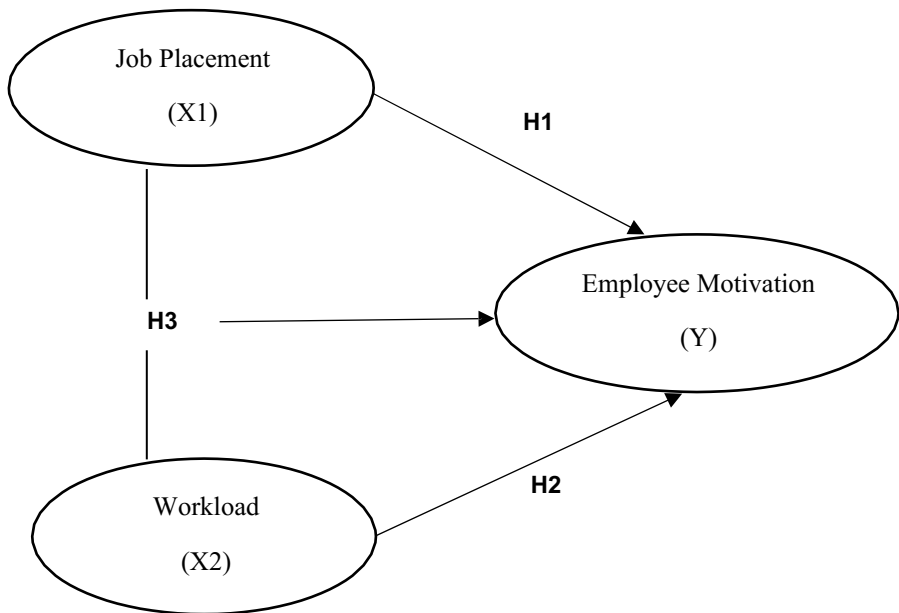 Job Placement
(X1)
H1
Employee Motivation
(Y)
H3
H2
Workload
(X2)